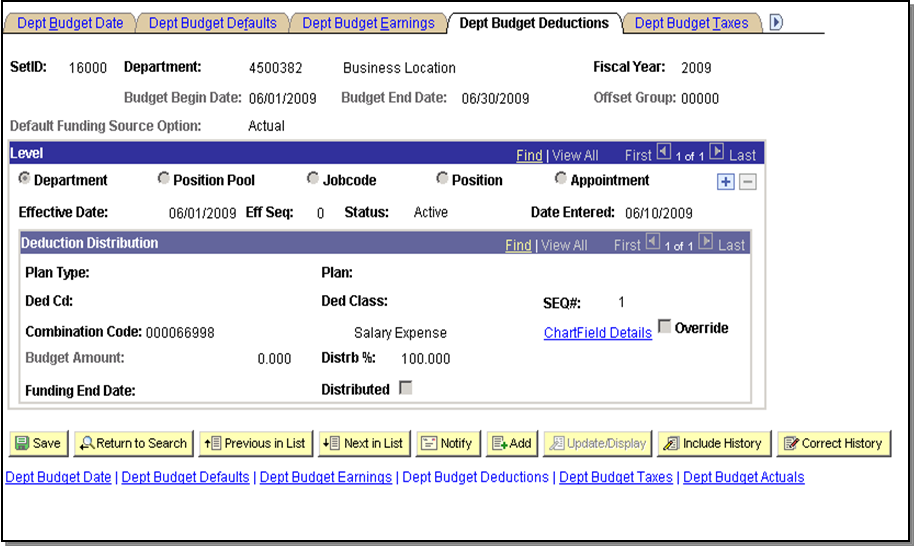 Dept Budget Date Dept Budget Defaults Dept Budget Earnings Dept Budget Deductions Dept Budget Taxes
SetID: 16000 Department: 4500382 Business Location Fiscal Year: 2009
Budget Begin Date: 06/01/2009 Budget End Date: 06/30/2009 Offset Group: 00000
Default Funding Source Option: Actual
Level Find | View All First 1 of 1 Last
Department Position Pool Jobcode Position Appointment
Effective Date: 06/01/2009 Eff Seq: 0 Status: Active Date Entered: 06/10/2009
Deduction Distribution Find | View All First 1 of 1 Last
Plan Type: Plan:
Ded Cd: Ded Class: SEQ#: 1
Combination Code: 000066998 Salary Expense ChartField Details Override
Budget Amount: 0.000 Distrb %: 100.000
Funding End Date: Distributed
Save Return to Search Previous in List Next in List Notify Add Update/Display Include History Correct History
Dept Budget Date | Dept Budget Defaults | Dept Budget Earnings | Dept Budget Deductions | Dept Budget Taxes | Dept Budget Actuals